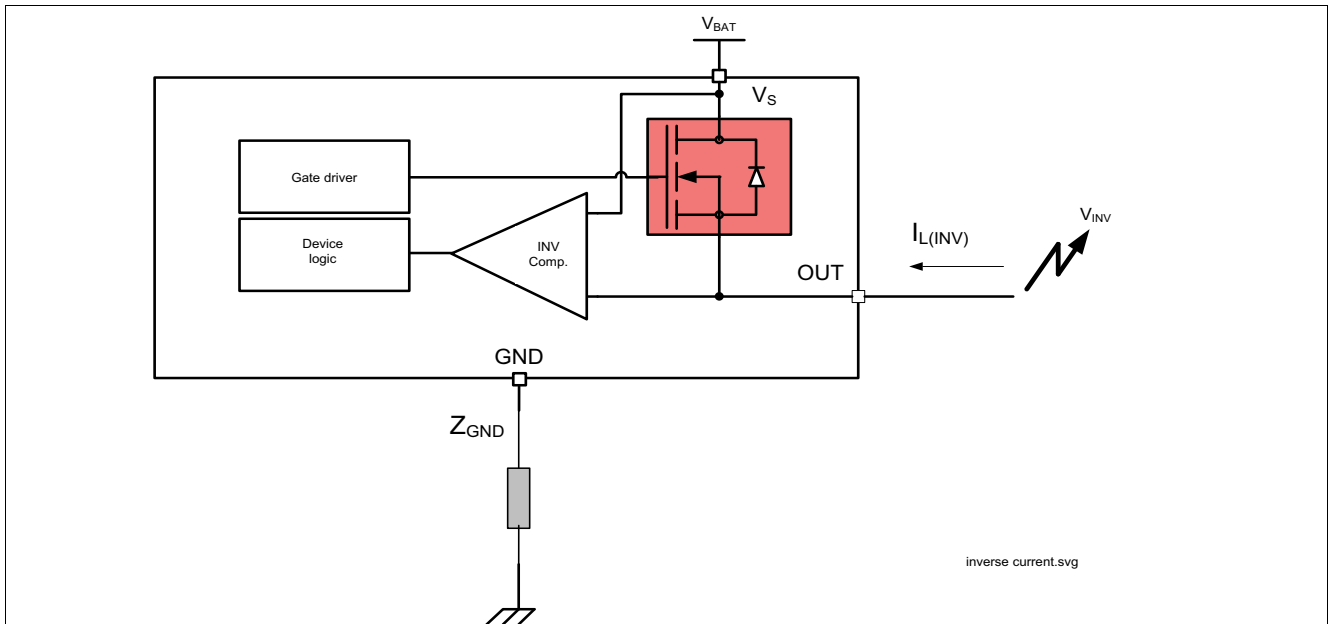 VBAT
VS
Gate driver
Device
logic
INV
Comp.
OUT
IL(INV)
VINV
GND
ZGND
inverse current.svg